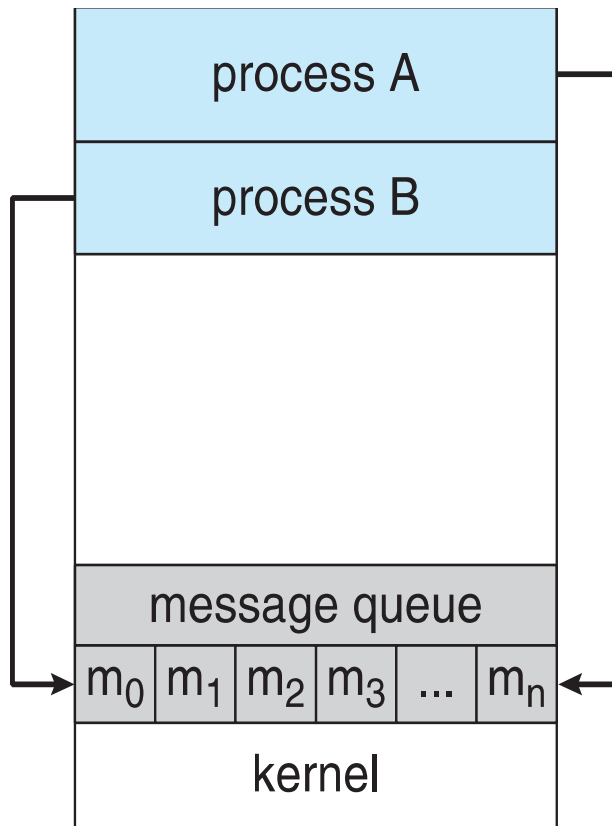 process A
process B
message queue
m₀ m₁ m₂ m₃ ... mₙ
kernel